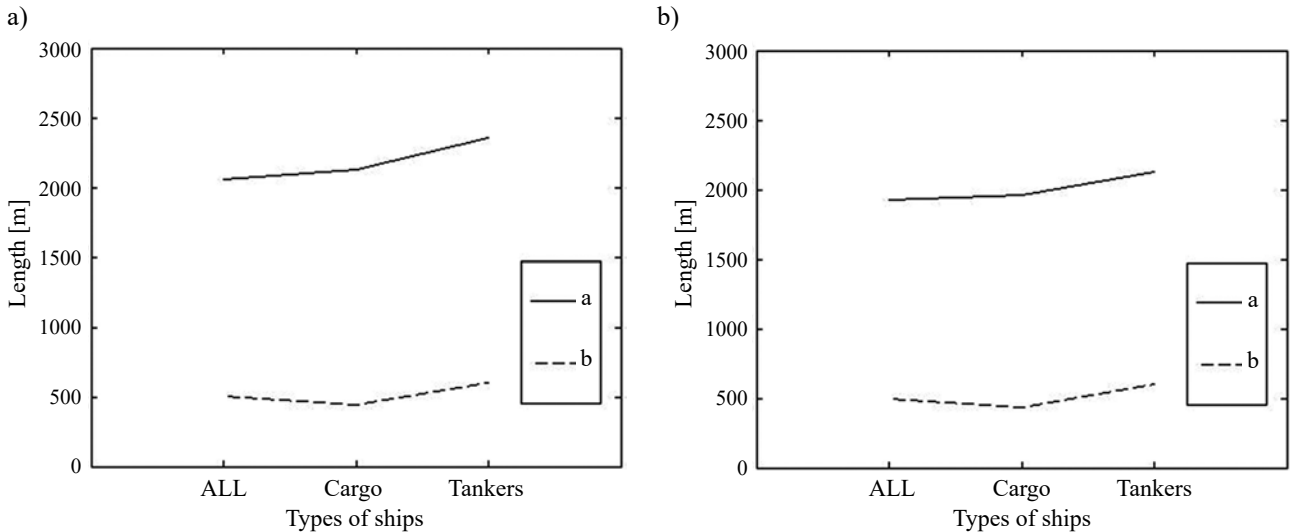 a)
3000
2500
2000
1500
1000
500
0
Length [m]
a
b
ALL Cargo Tankers
Types of ships
b)
3000
2500
2000
1500
1000
500
0
Length [m]
a
b
ALL Cargo Tankers
Types of ships